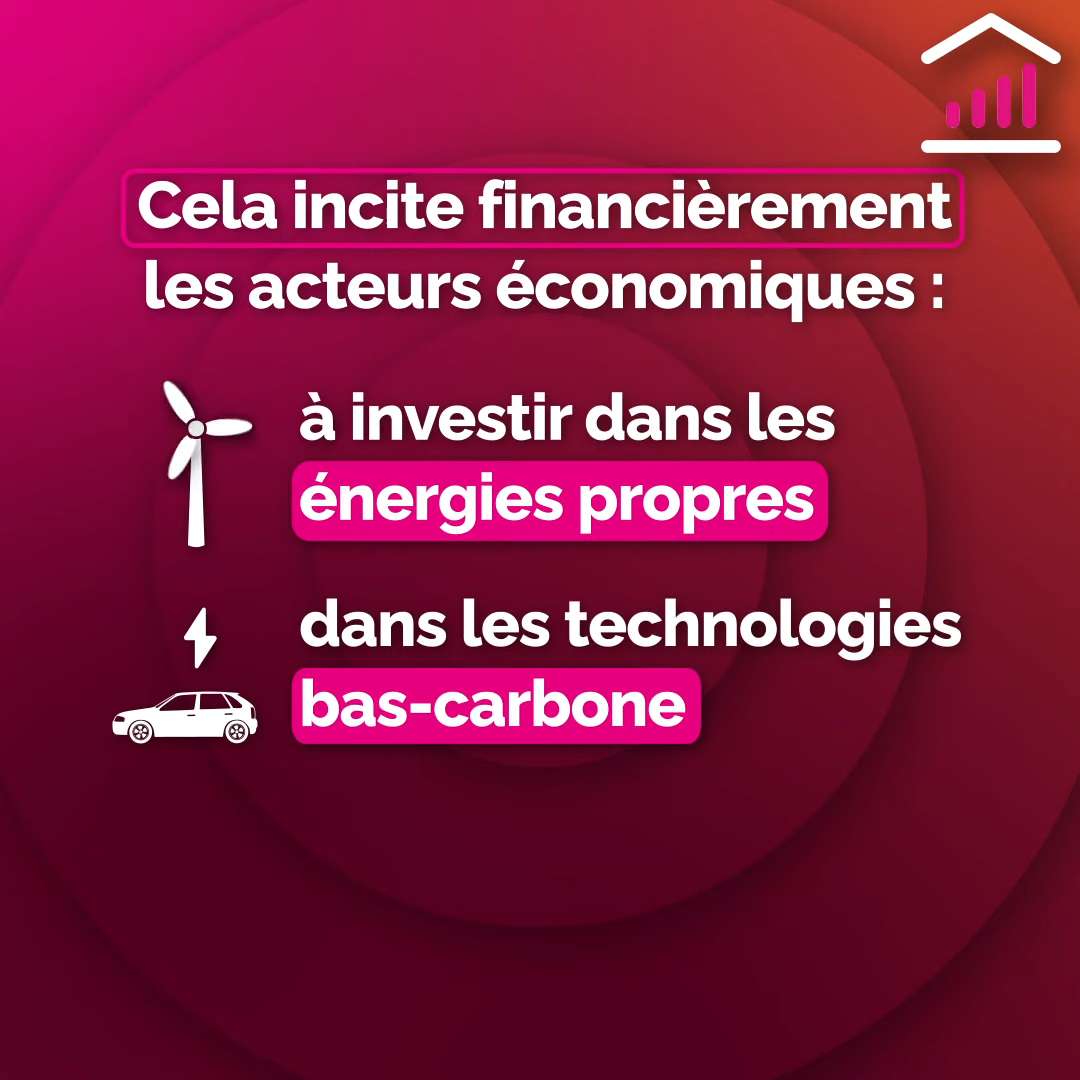 Cela incite financièrement
les acteurs économiques :
à investir dans les
énergies propres
dans les technologies
bas-carbone